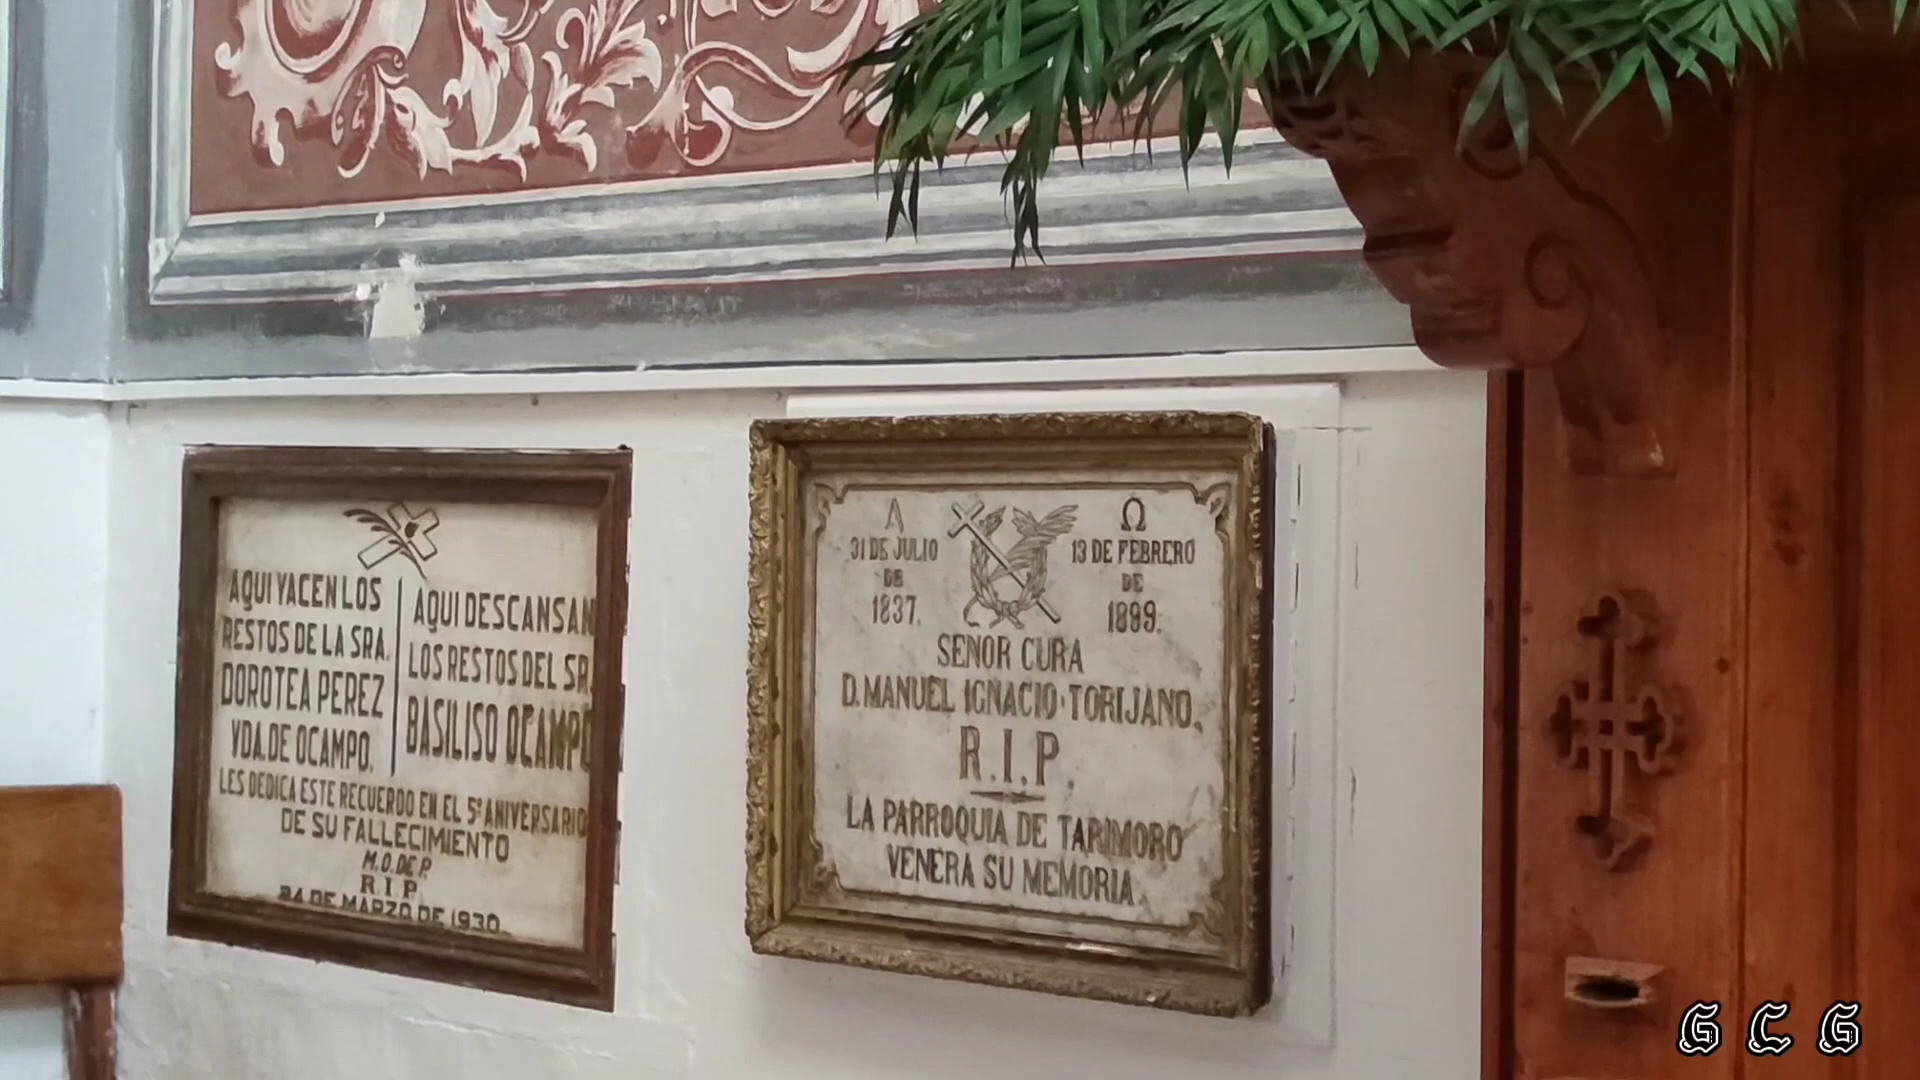 AQUI YACEN LOS
RESTOS DE LA SRA.
DOROTEA PEREZ
VDA. DE OCAMPO.
AQUI DESCANSAN
LOS RESTOS DEL SR.
BASILISO OCAMPO
LES DEDICA ESTE RECUERDO EN EL 5º ANIVERSARIO
DE SU FALLECIMIENTO
M.O.DE P.
R.I.P.
24 DE MARZO DE 1930.
A
31 DE JULIO
DE
1837.
Ω
13 DE FEBRERO
DE
1899.
SEÑOR CURA
D. MANUEL IGNACIO TORIJANO.
R.I.P.
LA PARROQUIA DE TARIMORO
VENERA SU MEMORIA.
G C G